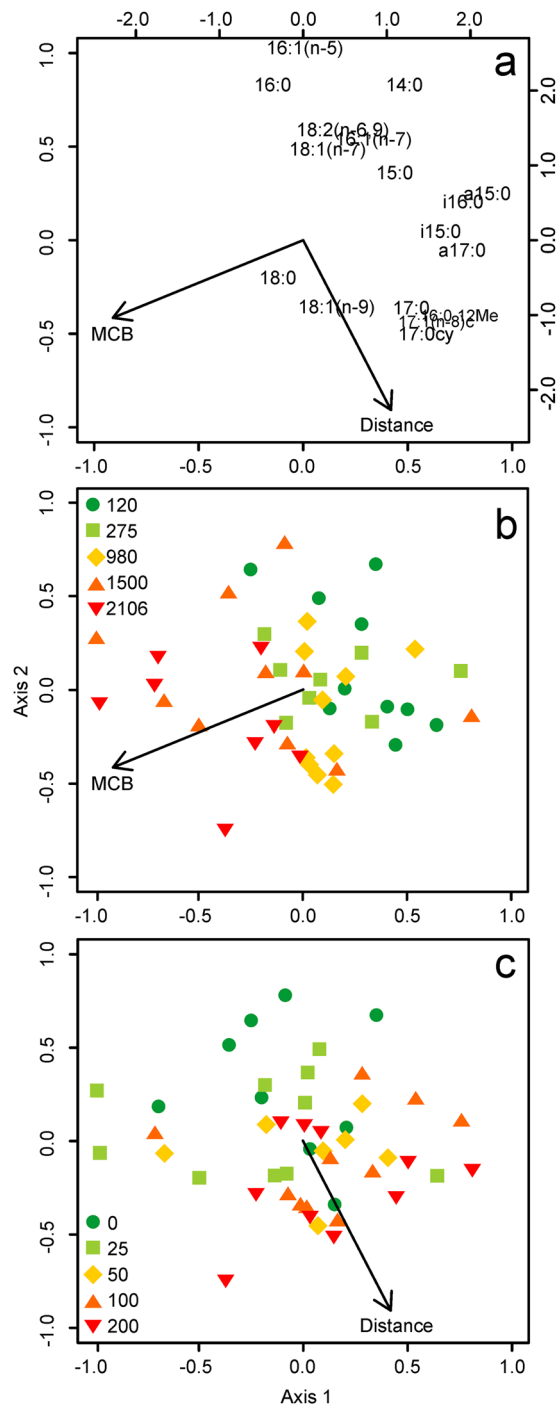 -2.0 -1.0 0.0 1.0 2.0
a
16:1(n-5)
16:0
14:0
18:2(n-6,9)
16:1(n-7)
18:1(n-7)
15:0
a15:0
i16:0
i15:0
a17:0
18:0
18:1(n-9)
17:0
16:0-12Me
17:1(n-8)c
17:0cy
MCB
Distance
1.0
0.5
0.0
-0.5
-1.0
2.0
1.0
0.0
-1.0
-2.0
-1.0 -0.5 0.0 0.5 1.0
b
120
275
980
1500
2106
MCB
Axis 2
1.0
0.5
0.0
-0.5
-1.0
-1.0 -0.5 0.0 0.5 1.0
c
0
25
50
100
200
Distance
1.0
0.5
0.0
-0.5
-1.0
-1.0 -0.5 0.0 0.5 1.0
Axis 1